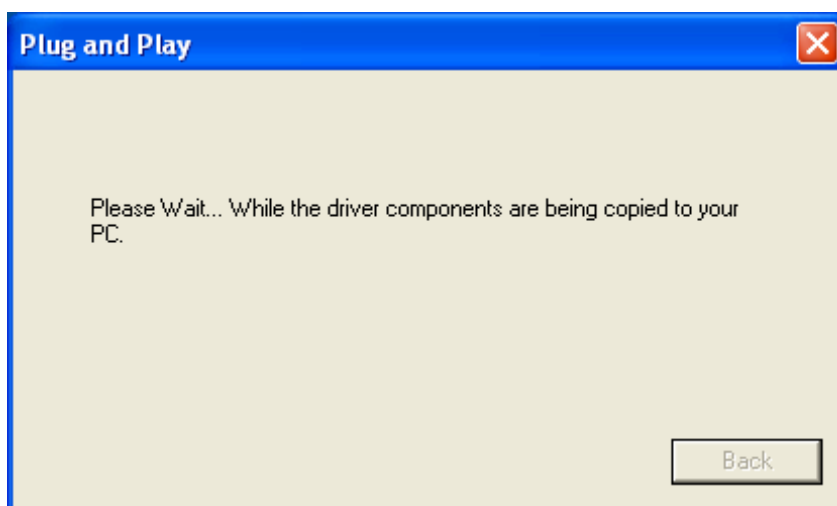 Plug and Play
Please Wait... While the driver components are being copied to your
PC.
Back